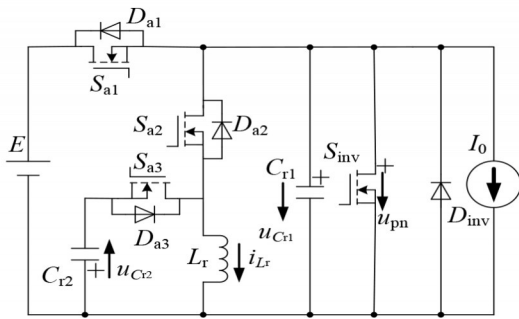 Da1
Sa1
Sa2
Da2
E
Sa3
Sinv
I0
Cr1
+
+
Da3
uCr1
upn
Dinv
Cr2
+
uCr2
Lr
iLr